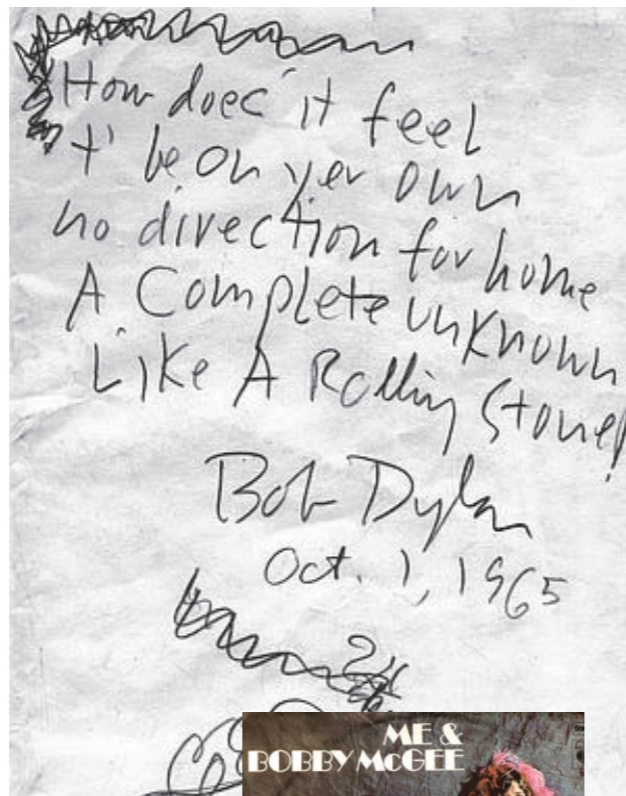 How does it feel
t' be on yer own
no direction for home
A Complete unknown
Like A Rolling Stone!
Bob Dylan
Oct. 1, 1965
ME &
BOBBY McGEE